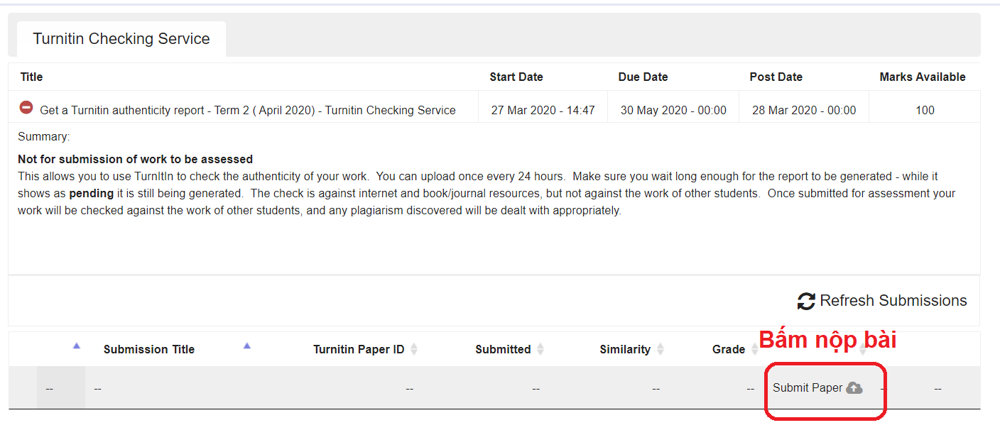 Turnitin Checking Service
Title Start Date Due Date Post Date Marks Available
Get a Turnitin authenticity report - Term 2 ( April 2020) - Turnitin Checking Service 27 Mar 2020 - 14:47 30 May 2020 - 00:00 28 Mar 2020 - 00:00 100
Summary:
Not for submission of work to be assessed
This allows you to use TurnItIn to check the authenticity of your work. You can upload once every 24 hours. Make sure you wait long enough for the report to be generated - while it
shows as pending it is still being generated. The check is against internet and book/journal resources, but not against the work of other students. Once submitted for assessment your
work will be checked against the work of other students, and any plagiarism discovered will be dealt with appropriately.
Refresh Submissions
Bấm nộp bài
Submission Title Turnitin Paper ID Submitted Similarity Grade
-- -- -- -- -- -- Submit Paper -- --